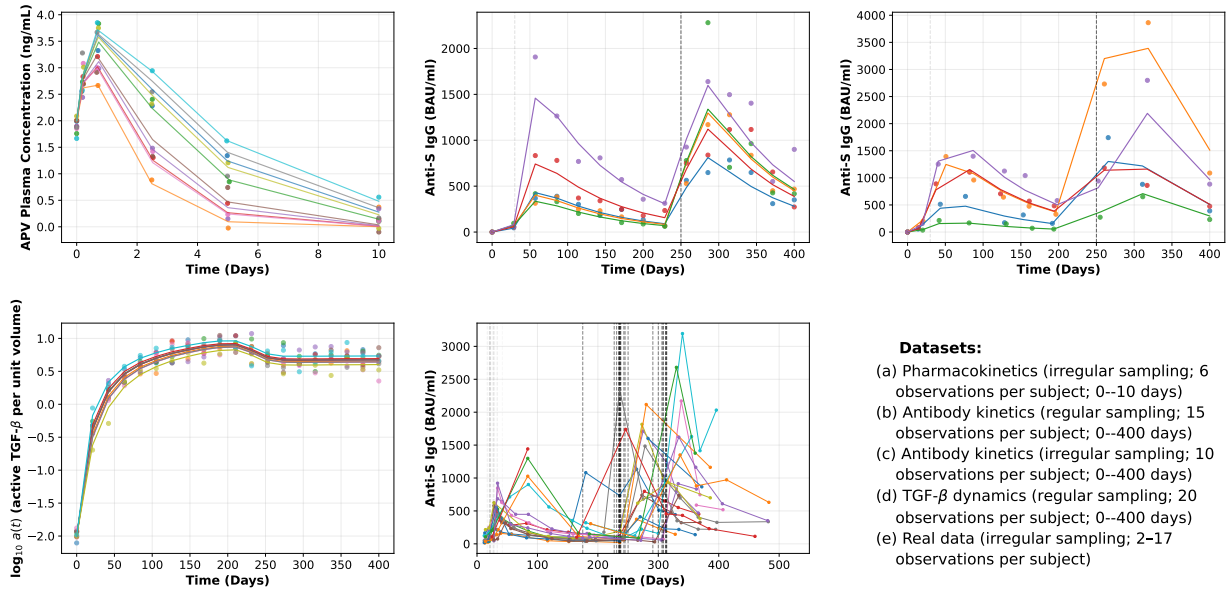 APV Plasma Concentration (ng/mL)
4.0
3.5
3.0
2.5
2.0
1.5
1.0
0.5
0.0
0 2 4 6 8 10
Time (Days)
Anti-S IgG (BAU/ml)
2000
1500
1000
500
0
0 50 100 150 200 250 300 350 400
Time (Days)
Anti-S IgG (BAU/ml)
4000
3500
3000
2500
2000
1500
1000
500
0
0 50 100 150 200 250 300 350 400
Time (Days)
log₁₀ a(t) (active TGF-β per unit volume)
1.0
0.5
0.0
−0.5
−1.0
−1.5
−2.0
0 50 100 150 200 250 300 350 400
Time (Days)
Anti-S IgG (BAU/ml)
3000
2500
2000
1500
1000
500
0
0 100 200 300 400 500
Time (Days)
Datasets:
(a) Pharmacokinetics (irregular sampling; 6
observations per subject; 0--10 days)
(b) Antibody kinetics (regular sampling; 15
observations per subject; 0--400 days)
(c) Antibody kinetics (irregular sampling; 10
observations per subject; 0--400 days)
(d) TGF-β dynamics (regular sampling; 20
observations per subject; 0--400 days)
(e) Real data (irregular sampling; 2–17
observations per subject)